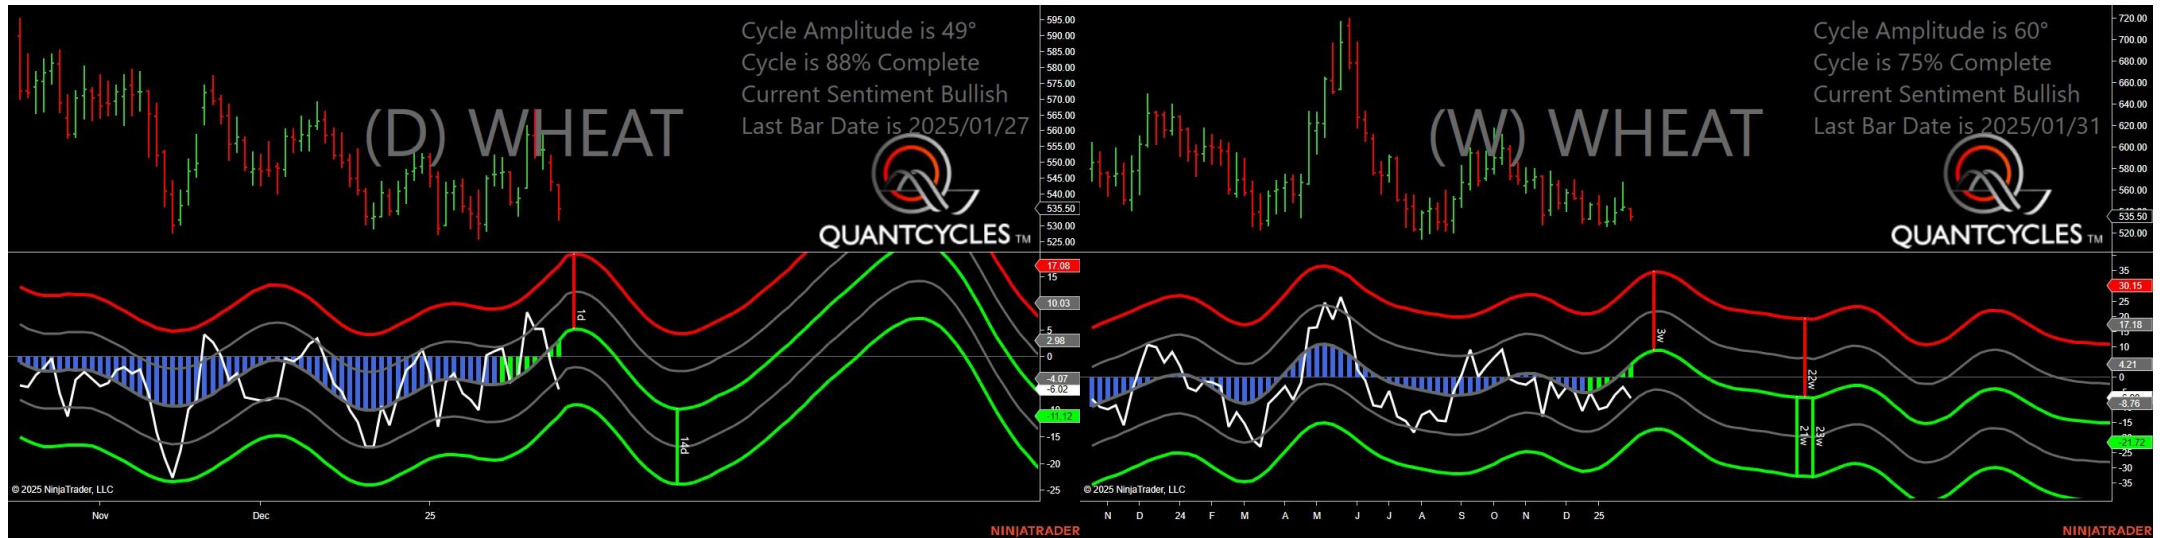 Cycle Amplitude is 49°
Cycle is 88% Complete
Current Sentiment Bullish
Last Bar Date is 2025/01/27
(D) WHEAT
QUANTCYCLES TM
595.00
590.00
585.00
580.00
575.00
570.00
565.00
560.00
555.00
550.00
545.00
540.00
535.50
530.00
525.00
17.08
15
10.03
5
2.98
0
-4.07
-6.02
-11.12
-15
-20
-25
1d
14d
© 2025 NinjaTrader, LLC
Nov
Dec
25
NINJATRADER
Cycle Amplitude is 60°
Cycle is 75% Complete
Current Sentiment Bullish
Last Bar Date is 2025/01/31
(W) WHEAT
QUANTCYCLES TM
720.00
700.00
680.00
660.00
640.00
620.00
600.00
580.00
560.00
535.50
520.00
35
30.15
25
17.18
10
4.21
0
-8.76
-15
-21.72
-25
-30
-35
3w
22w
21w
23w
© 2025 NinjaTrader, LLC
N D 24 F M A M J J A S O N D 25
NINJATRADER